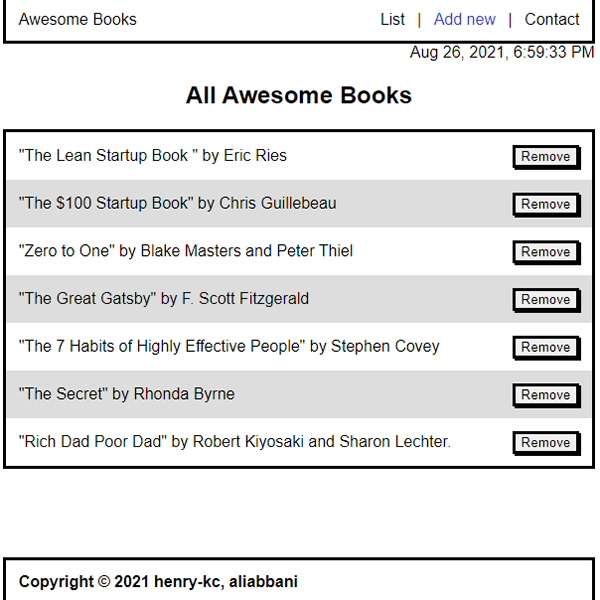 Awesome Books List | Add new | Contact
Aug 26, 2021, 6:59:33 PM
All Awesome Books
"The Lean Startup Book " by Eric Ries Remove
"The $100 Startup Book" by Chris Guillebeau Remove
"Zero to One" by Blake Masters and Peter Thiel Remove
"The Great Gatsby" by F. Scott Fitzgerald Remove
"The 7 Habits of Highly Effective People" by Stephen Covey Remove
"The Secret" by Rhonda Byrne Remove
"Rich Dad Poor Dad" by Robert Kiyosaki and Sharon Lechter. Remove
Copyright © 2021 henry-kc, aliabbani